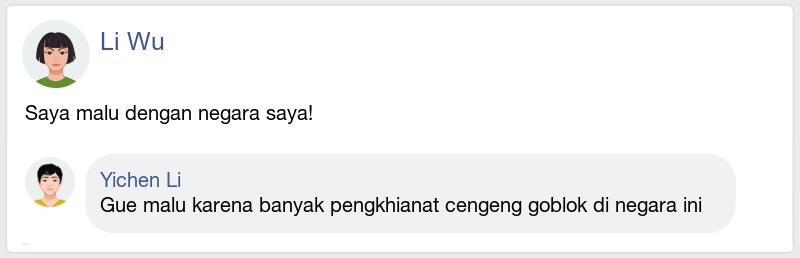 Li Wu
Saya malu dengan negara saya!
Yichen Li
Gue malu karena banyak pengkhianat cengeng goblok di negara ini